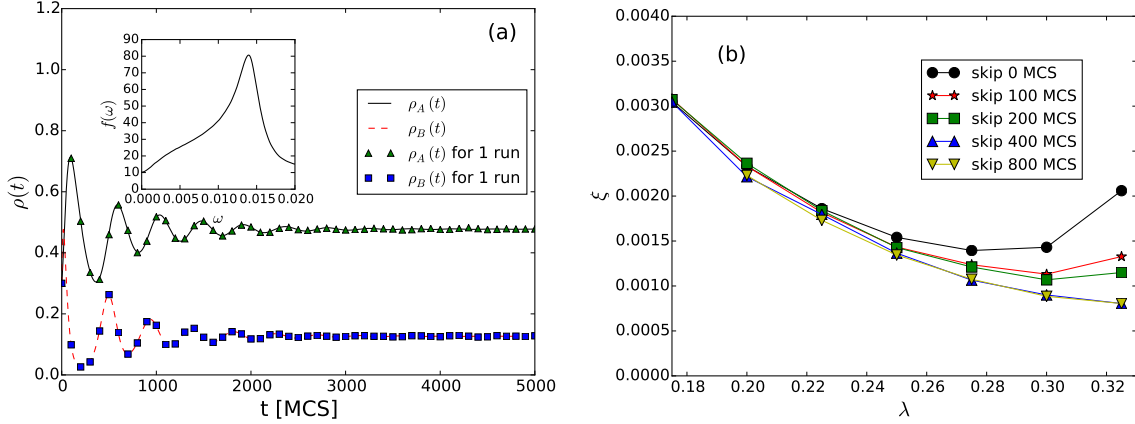 (a)
ρ(t)
1.2
1.0
0.8
0.6
0.4
0.2
0.0
0 1000 2000 3000 4000 5000
t [MCS]
f(ω)
90
80
70
60
50
40
30
20
10
0
0.000 0.005 0.010 0.015 0.020
ω
ρ_A(t)
ρ_B(t)
ρ_A(t) for 1 run
ρ_B(t) for 1 run
(b)
ξ
0.0040
0.0035
0.0030
0.0025
0.0020
0.0015
0.0010
0.0005
0.0000
0.18 0.20 0.22 0.24 0.26 0.28 0.30 0.32
λ
skip 0 MCS
skip 100 MCS
skip 200 MCS
skip 400 MCS
skip 800 MCS